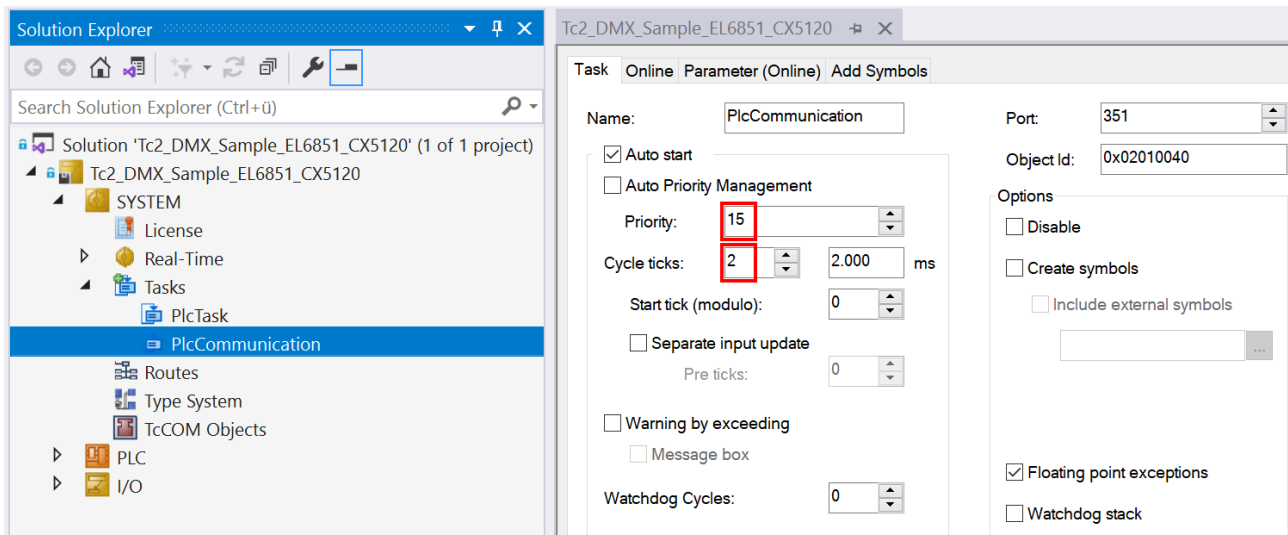 Solution Explorer
Search Solution Explorer (Ctrl+ü)
Solution 'Tc2_DMX_Sample_EL6851_CX5120' (1 of 1 project)
Tc2_DMX_Sample_EL6851_CX5120
SYSTEM
License
Real-Time
Tasks
PlcTask
PlcCommunication
Routes
Type System
TcCOM Objects
PLC
I/O
Tc2_DMX_Sample_EL6851_CX5120
Task Online Parameter (Online) Add Symbols
Name: PlcCommunication
Auto start
Auto Priority Management
Priority: 15
Cycle ticks: 2 2.000 ms
Start tick (modulo): 0
Separate input update
Pre ticks: 0
Warning by exceeding
Message box
Watchdog Cycles: 0
Port: 351
Object Id: 0x02010040
Options
Disable
Create symbols
Include external symbols
...
Floating point exceptions
Watchdog stack